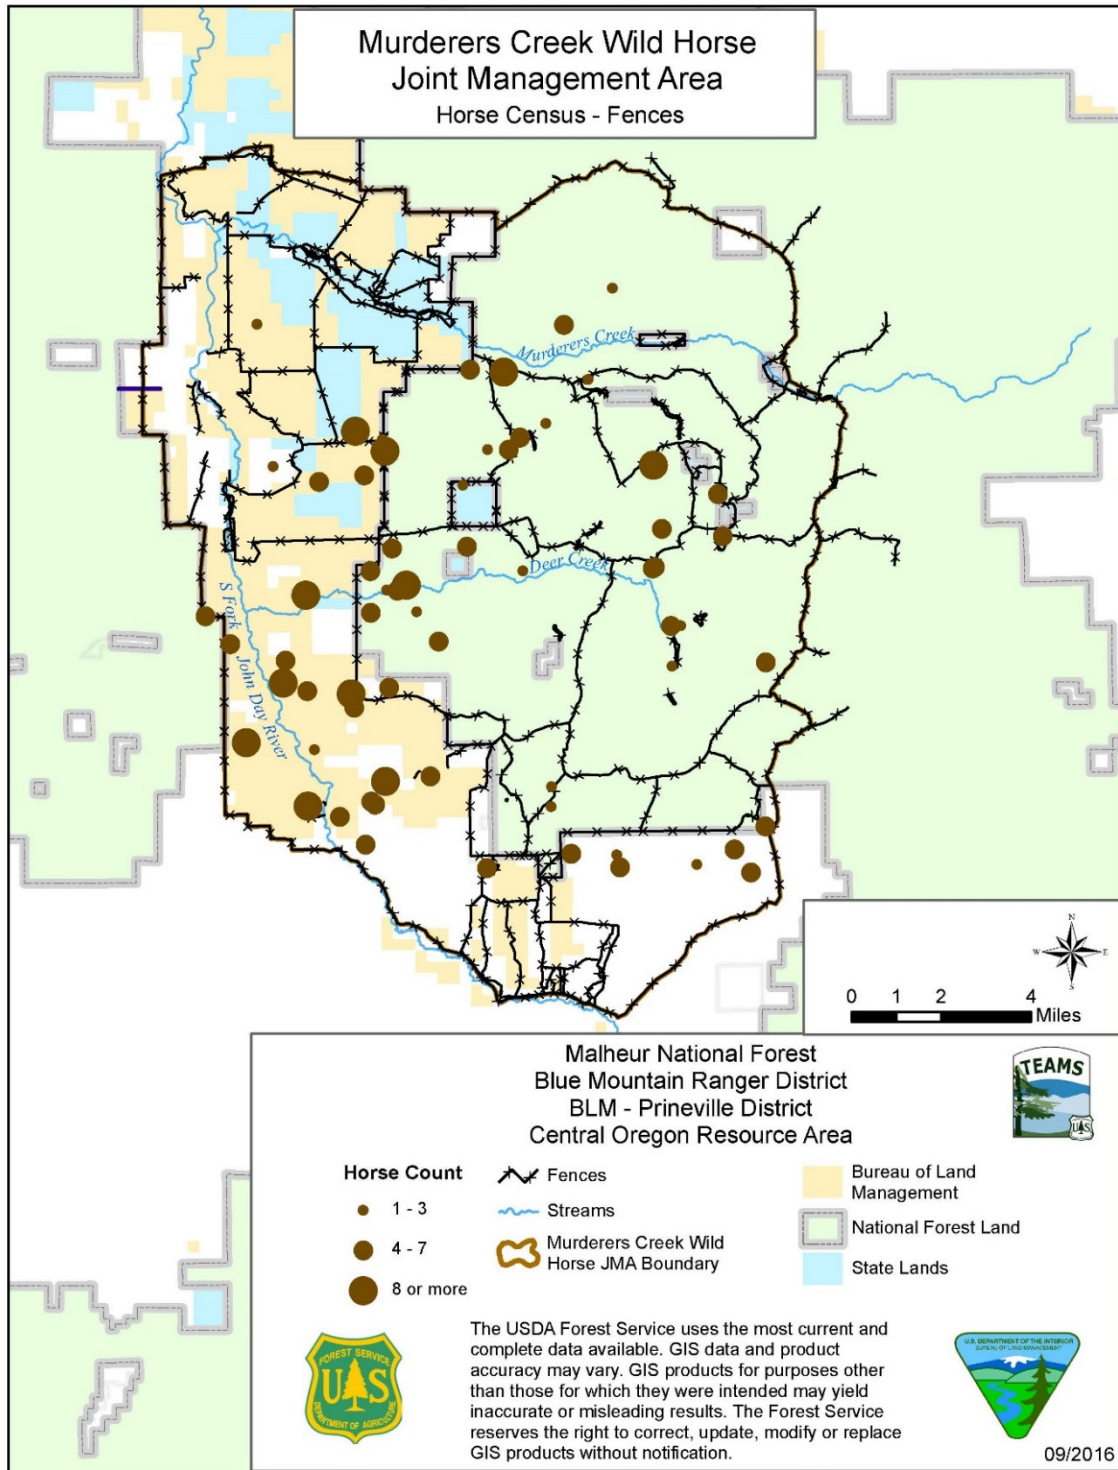 Murderers Creek Wild Horse
Joint Management Area
Horse Census - Fences
Murderers Creek
Deer Creek
S Fork
John Day River
N
W
E
S
0 1 2 4
Miles
Malheur National Forest
Blue Mountain Ranger District
BLM - Prineville District
Central Oregon Resource Area
TEAMS
U S
Horse Count
1 - 3
4 - 7
8 or more
Fences
Streams
Murderers Creek Wild
Horse JMA Boundary
Bureau of Land
Management
National Forest Land
State Lands
FOREST SERVICE
U S
DEPARTMENT OF AGRICULTURE
The USDA Forest Service uses the most current and
complete data available. GIS data and product
accuracy may vary. GIS products for purposes other
than those for which they were intended may yield
inaccurate or misleading results. The Forest Service
reserves the right to correct, update, modify or replace
GIS products without notification.
U.S. DEPARTMENT OF THE INTERIOR
BUREAU OF LAND MANAGEMENT
09/2016